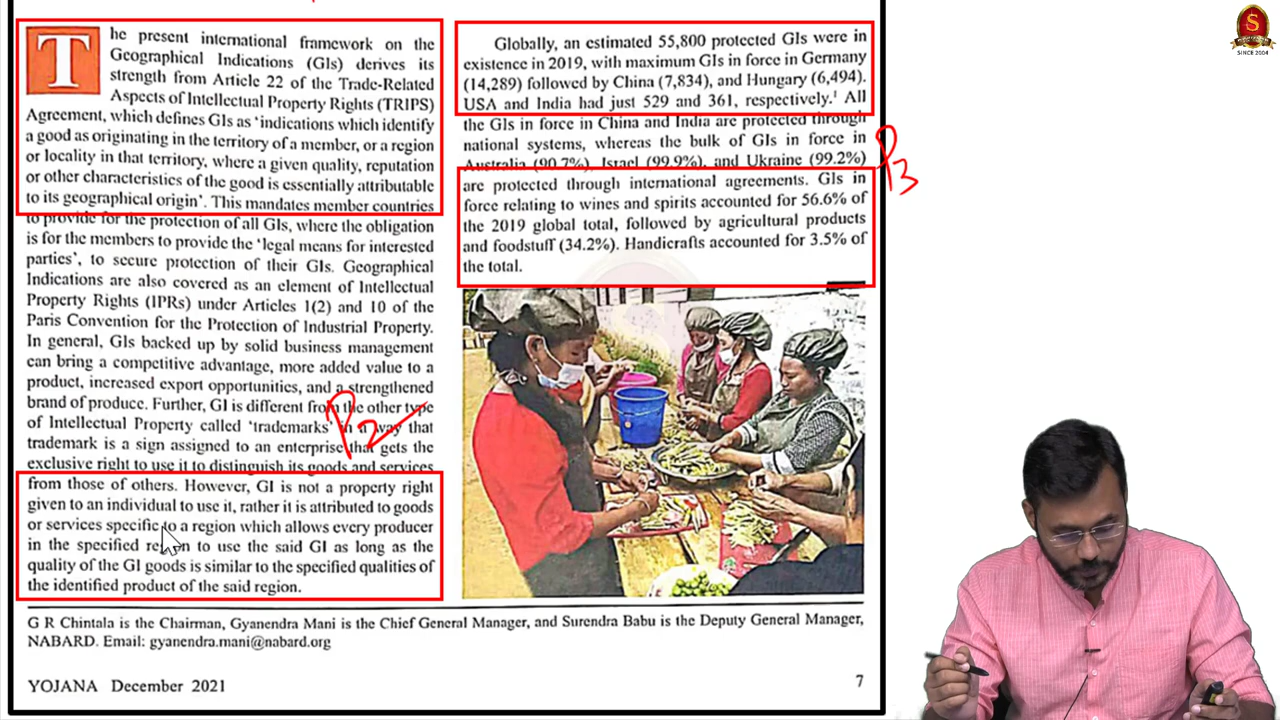 The present international framework on the
Geographical Indications (GIs) derives its
strength from Article 22 of the Trade-Related
Aspects of Intellectual Property Rights (TRIPS)
Agreement, which defines GIs as 'indications which identify
a good as originating in the territory of a member, or a region
or locality in that territory, where a given quality, reputation
or other characteristics of the good is essentially attributable
to its geographical origin'. This mandates member countries
to provide for the protection of all GIs, where the obligation
is for the members to provide the 'legal means for interested
parties', to secure protection of their GIs. Geographical
Indications are also covered as an element of Intellectual
Property Rights (IPRs) under Articles 1(2) and 10 of the
Paris Convention for the Protection of Industrial Property.
In general, GIs backed up by solid business management
can bring a competitive advantage, more added value to a
product, increased export opportunities, and a strengthened
brand of produce. Further, GI is different from the other type
of Intellectual Property called 'trademarks' in a way that
trademark is a sign assigned to an enterprise that gets the
exclusive right to use it to distinguish its goods and services
from those of others. However, GI is not a property right
given to an individual to use it, rather it is attributed to goods
or services specific to a region which allows every producer
in the specified region to use the said GI as long as the
quality of the GI goods is similar to the specified qualities of
the identified product of the said region.
P2
Globally, an estimated 55,800 protected GIs were in
existence in 2019, with maximum GIs in force in Germany
(14,289) followed by China (7,834), and Hungary (6,494).
USA and India had just 529 and 361, respectively.¹ All
the GIs in force in China and India are protected through
national systems, whereas the bulk of GIs in force in
Australia (90.7%), Israel (99.9%), and Ukraine (99.2%)
are protected through international agreements. GIs in
force relating to wines and spirits accounted for 56.6% of
the 2019 global total, followed by agricultural products
and foodstuff (34.2%). Handicrafts accounted for 3.5% of
the total.
P3
G R Chintala is the Chairman, Gyanendra Mani is the Chief General Manager, and Surendra Babu is the Deputy General Manager,
NABARD. Email: gyanendra.mani@nabard.org
YOJANA December 2021
7
S
SINCE 2004